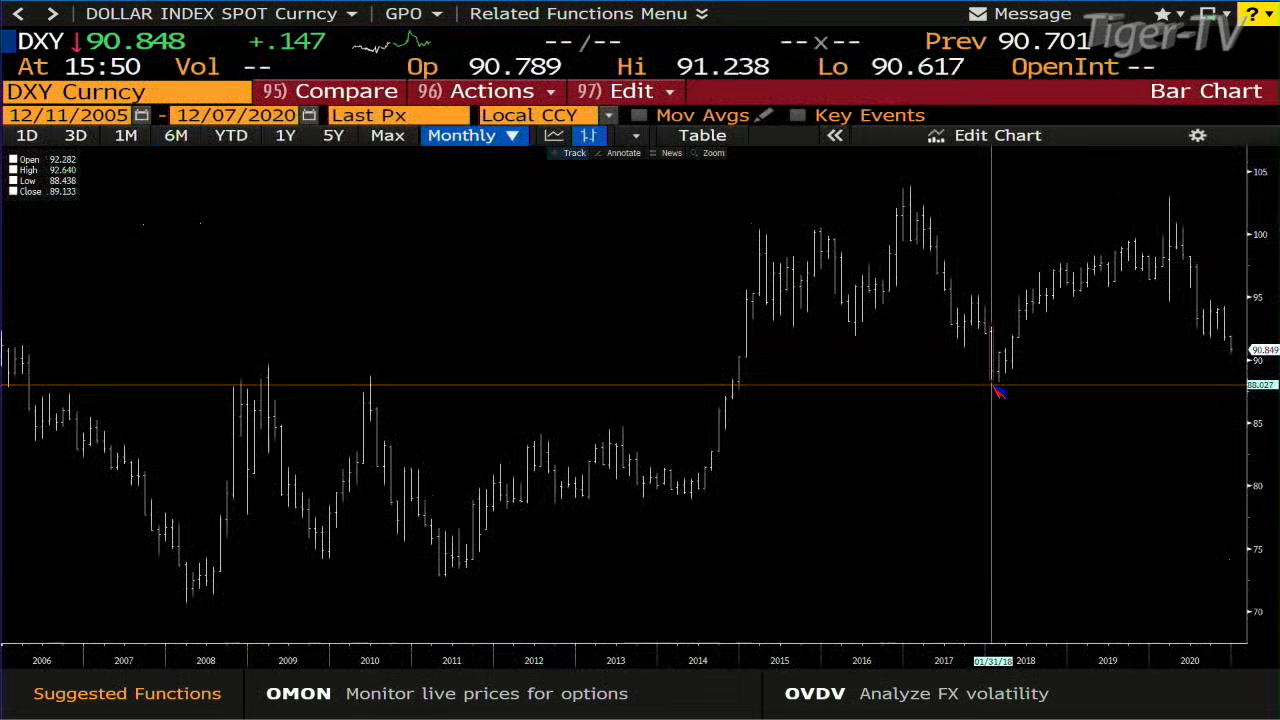 DOLLAR INDEX SPOT Curncy GPO Related Functions Menu Message ?
Tiger-TV
DXY 90.848 +.147 -- / -- -- x -- Prev 90.701
At 15:50 Vol -- Op 90.789 Hi 91.238 Lo 90.617 OpenInt --
DXY Curncy 95) Compare 96) Actions 97) Edit Bar Chart
12/11/2005 - 12/07/2020 Last Px Local CCY Mov Avgs Key Events
1D 3D 1M 6M YTD 1Y 5Y Max Monthly Table Edit Chart
Track Annotate News Zoom
Open 92.282
High 92.640
Low 88.438
Close 89.133
105
100
95
90.849
90
88.027
85
80
75
70
2006 2007 2008 2009 2010 2011 2012 2013 2014 2015 2016 2017 01/31/18 2018 2019 2020
Suggested Functions OMON Monitor live prices for options OVDV Analyze FX volatility